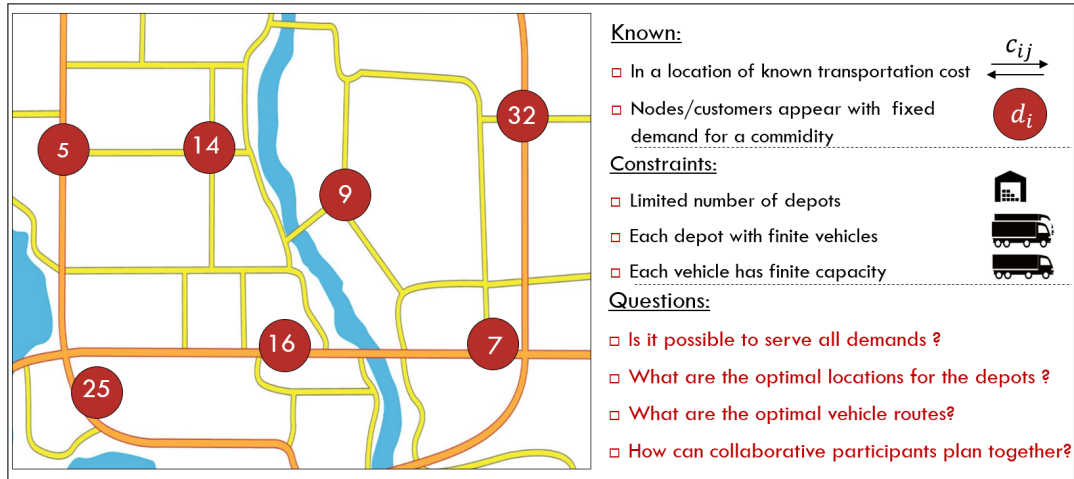 5
14
32
9
16
7
25
Known:
In a location of known transportation cost
c_{ij}
Nodes/customers appear with fixed
demand for a commidity
d_i
Constraints:
Limited number of depots
Each depot with finite vehicles
Each vehicle has finite capacity
Questions:
Is it possible to serve all demands ?
What are the optimal locations for the depots ?
What are the optimal vehicle routes?
How can collaborative participants plan together?